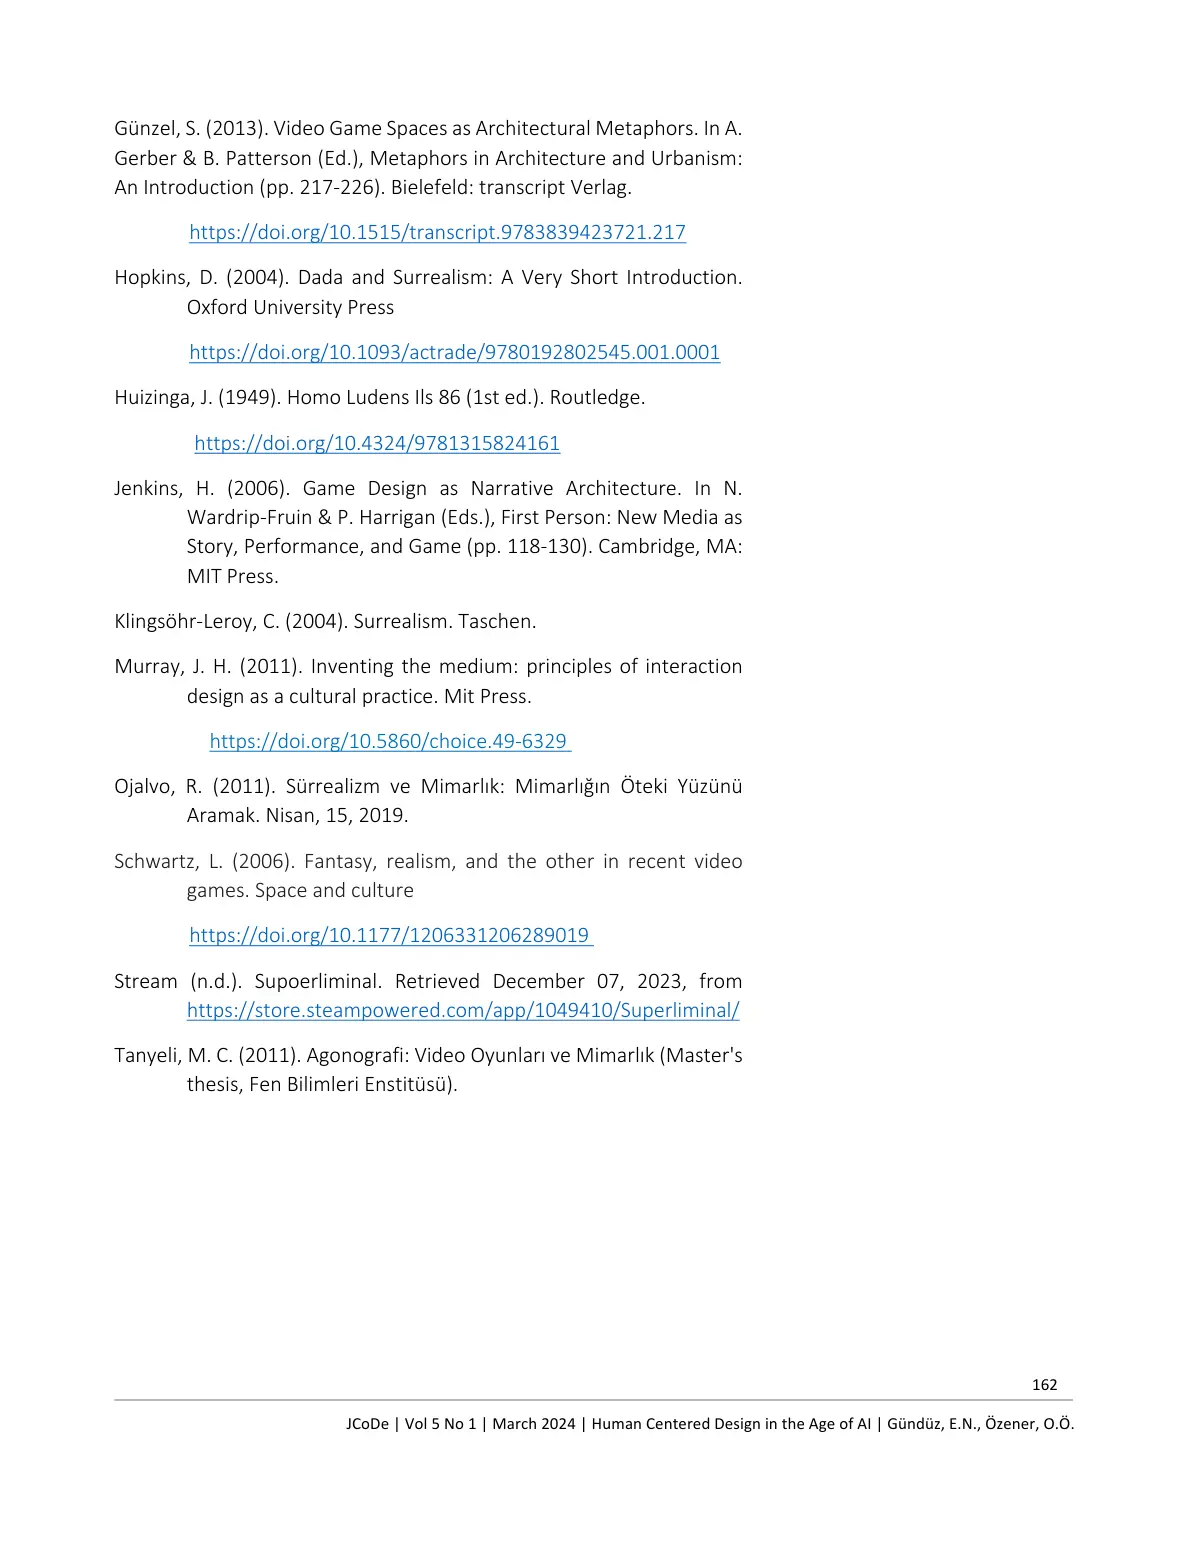 Günzel, S. (2013). Video Game Spaces as Architectural Metaphors. In A.
Gerber & B. Patterson (Ed.), Metaphors in Architecture and Urbanism:
An Introduction (pp. 217-226). Bielefeld: transcript Verlag.
https://doi.org/10.1515/transcript.9783839423721.217
Hopkins, D. (2004). Dada and Surrealism: A Very Short Introduction.
Oxford University Press
https://doi.org/10.1093/actrade/9780192802545.001.0001
Huizinga, J. (1949). Homo Ludens Ils 86 (1st ed.). Routledge.
https://doi.org/10.4324/9781315824161
Jenkins, H. (2006). Game Design as Narrative Architecture. In N.
Wardrip-Fruin & P. Harrigan (Eds.), First Person: New Media as
Story, Performance, and Game (pp. 118-130). Cambridge, MA:
MIT Press.
Klingsöhr-Leroy, C. (2004). Surrealism. Taschen.
Murray, J. H. (2011). Inventing the medium: principles of interaction
design as a cultural practice. Mit Press.
https://doi.org/10.5860/choice.49-6329
Ojalvo, R. (2011). Sürrealizm ve Mimarlık: Mimarlığın Öteki Yüzünü
Aramak. Nisan, 15, 2019.
Schwartz, L. (2006). Fantasy, realism, and the other in recent video
games. Space and culture
https://doi.org/10.1177/1206331206289019
Stream (n.d.). Supoerliminal. Retrieved December 07, 2023, from
https://store.steampowered.com/app/1049410/Superliminal/
Tanyeli, M. C. (2011). Agonografi: Video Oyunları ve Mimarlık (Master's
thesis, Fen Bilimleri Enstitüsü).
162
JCoDe | Vol 5 No 1 | March 2024 | Human Centered Design in the Age of AI | Gündüz, E.N., Özener, O.Ö.